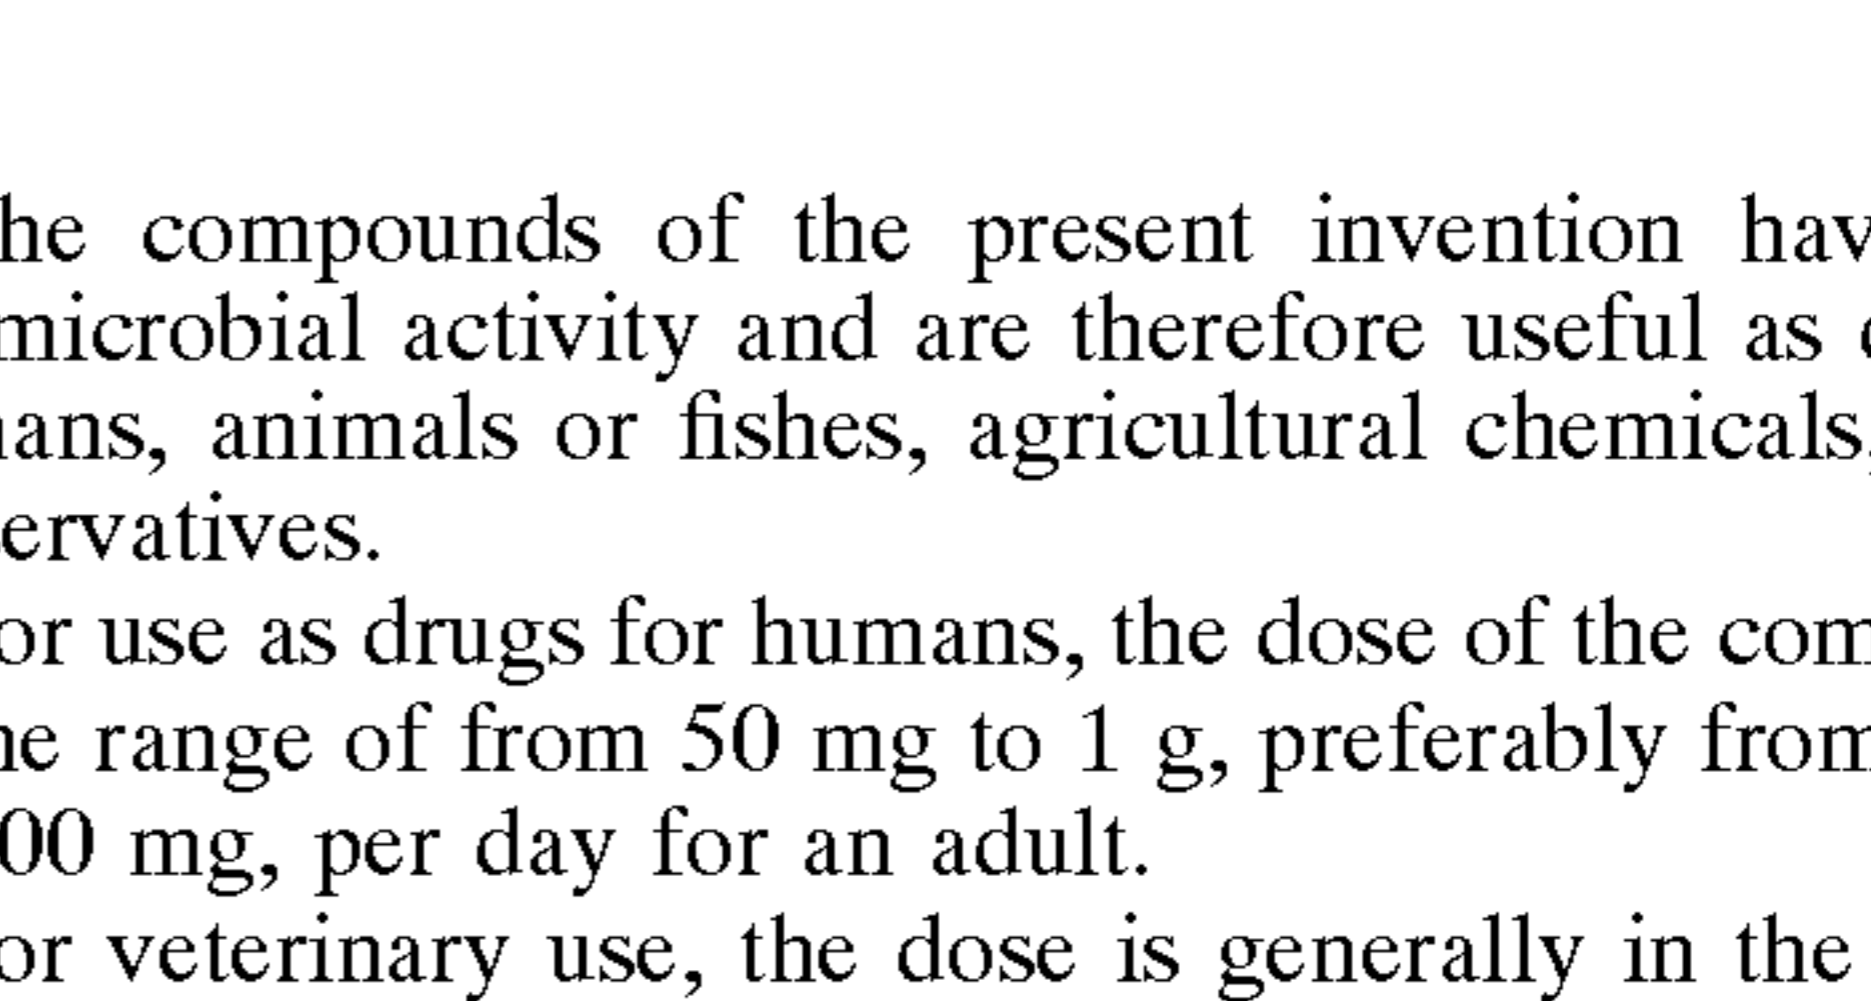 he compounds of the present invention hav
microbial activity and are therefore useful as
ans, animals or fishes, agricultural chemicals,
ervatives.
or use as drugs for humans, the dose of the com
he range of from 50 mg to 1 g, preferably from
00 mg, per day for an adult.
or veterinary use, the dose is generally in the